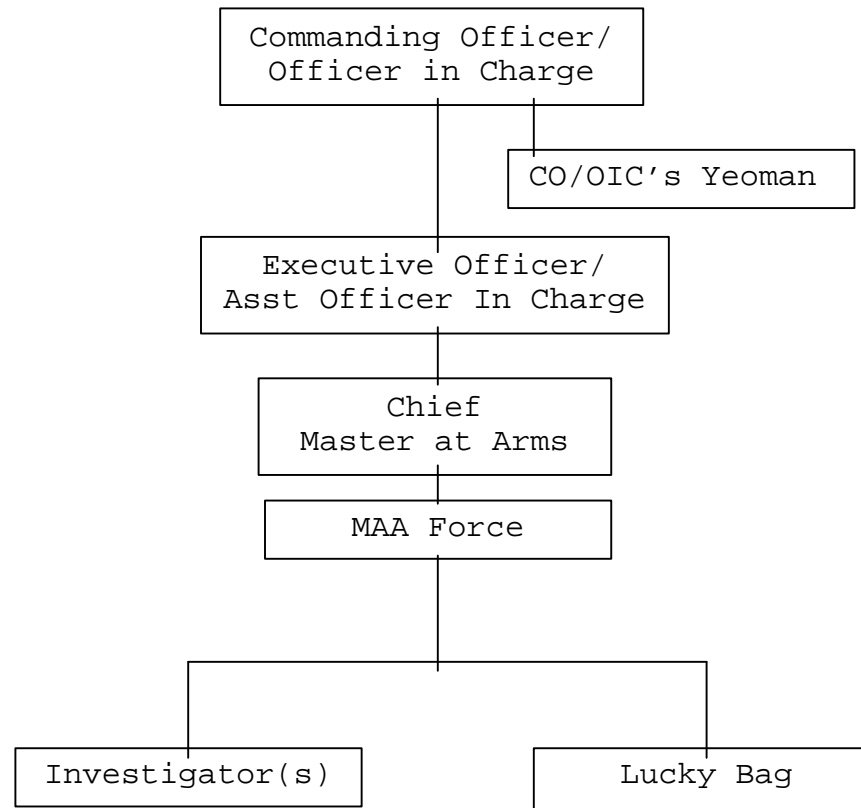 Commanding Officer/
Officer in Charge
CO/OIC's Yeoman
Executive Officer/
Asst Officer In Charge
Chief
Master at Arms
MAA Force
Investigator(s)
Lucky Bag